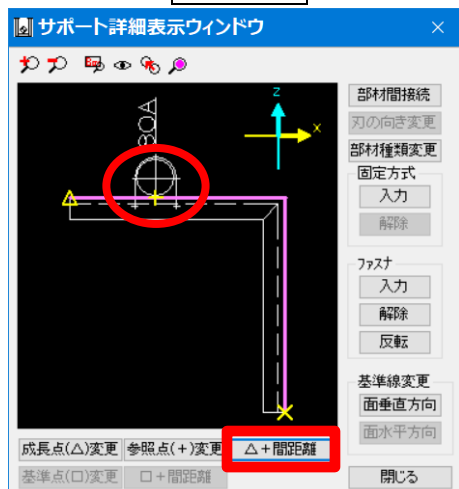 サポート詳細表示ウィンドウ
80A
Z
X
部材間接続
刃の向き変更
部材種類変更
固定方式
入力
解除
ファスナ
入力
解除
反転
基準線変更
面垂直方向
面水平方向
成長点(△)変更
参照点(+)変更
△+間距離
基準点(□)変更
□+間距離
閉じる